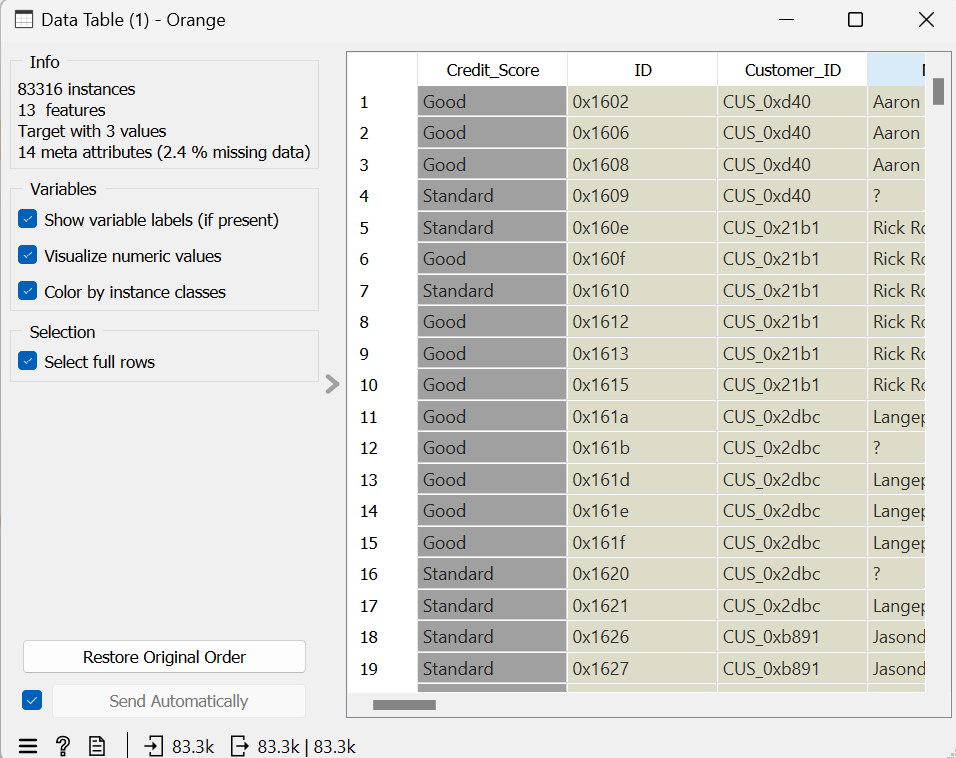 Data Table (1) - Orange
Info
83316 instances
13 features
Target with 3 values
14 meta attributes (2.4 % missing data)
Variables
Show variable labels (if present)
Visualize numeric values
Color by instance classes
Selection
Select full rows
Restore Original Order
Send Automatically
83.3k 83.3k | 83.3k
Credit_Score ID Customer_ID
1 Good 0x1602 CUS_0xd40 Aaron
2 Good 0x1606 CUS_0xd40 Aaron
3 Good 0x1608 CUS_0xd40 Aaron
4 Standard 0x1609 CUS_0xd40 ?
5 Standard 0x160e CUS_0x21b1 Rick Ro
6 Good 0x160f CUS_0x21b1 Rick Ro
7 Standard 0x1610 CUS_0x21b1 Rick Ro
8 Good 0x1612 CUS_0x21b1 Rick Ro
9 Good 0x1613 CUS_0x21b1 Rick Ro
10 Good 0x1615 CUS_0x21b1 Rick Ro
11 Good 0x161a CUS_0x2dbc Langep
12 Good 0x161b CUS_0x2dbc ?
13 Good 0x161d CUS_0x2dbc Langep
14 Good 0x161e CUS_0x2dbc Langep
15 Good 0x161f CUS_0x2dbc Langep
16 Standard 0x1620 CUS_0x2dbc ?
17 Standard 0x1621 CUS_0x2dbc Langep
18 Standard 0x1626 CUS_0xb891 Jasond
19 Standard 0x1627 CUS_0xb891 Jasond